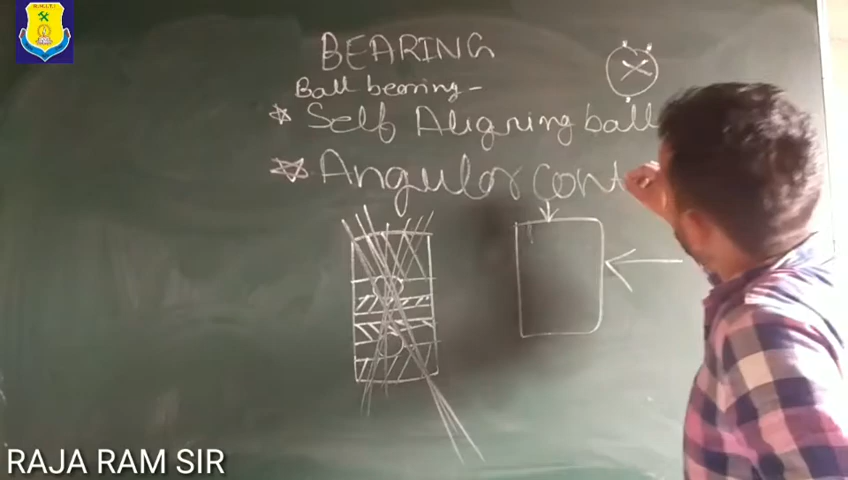 BEARING
Ball bearing-
Self Aligning ball
Angular cont
RAJA RAM SIR